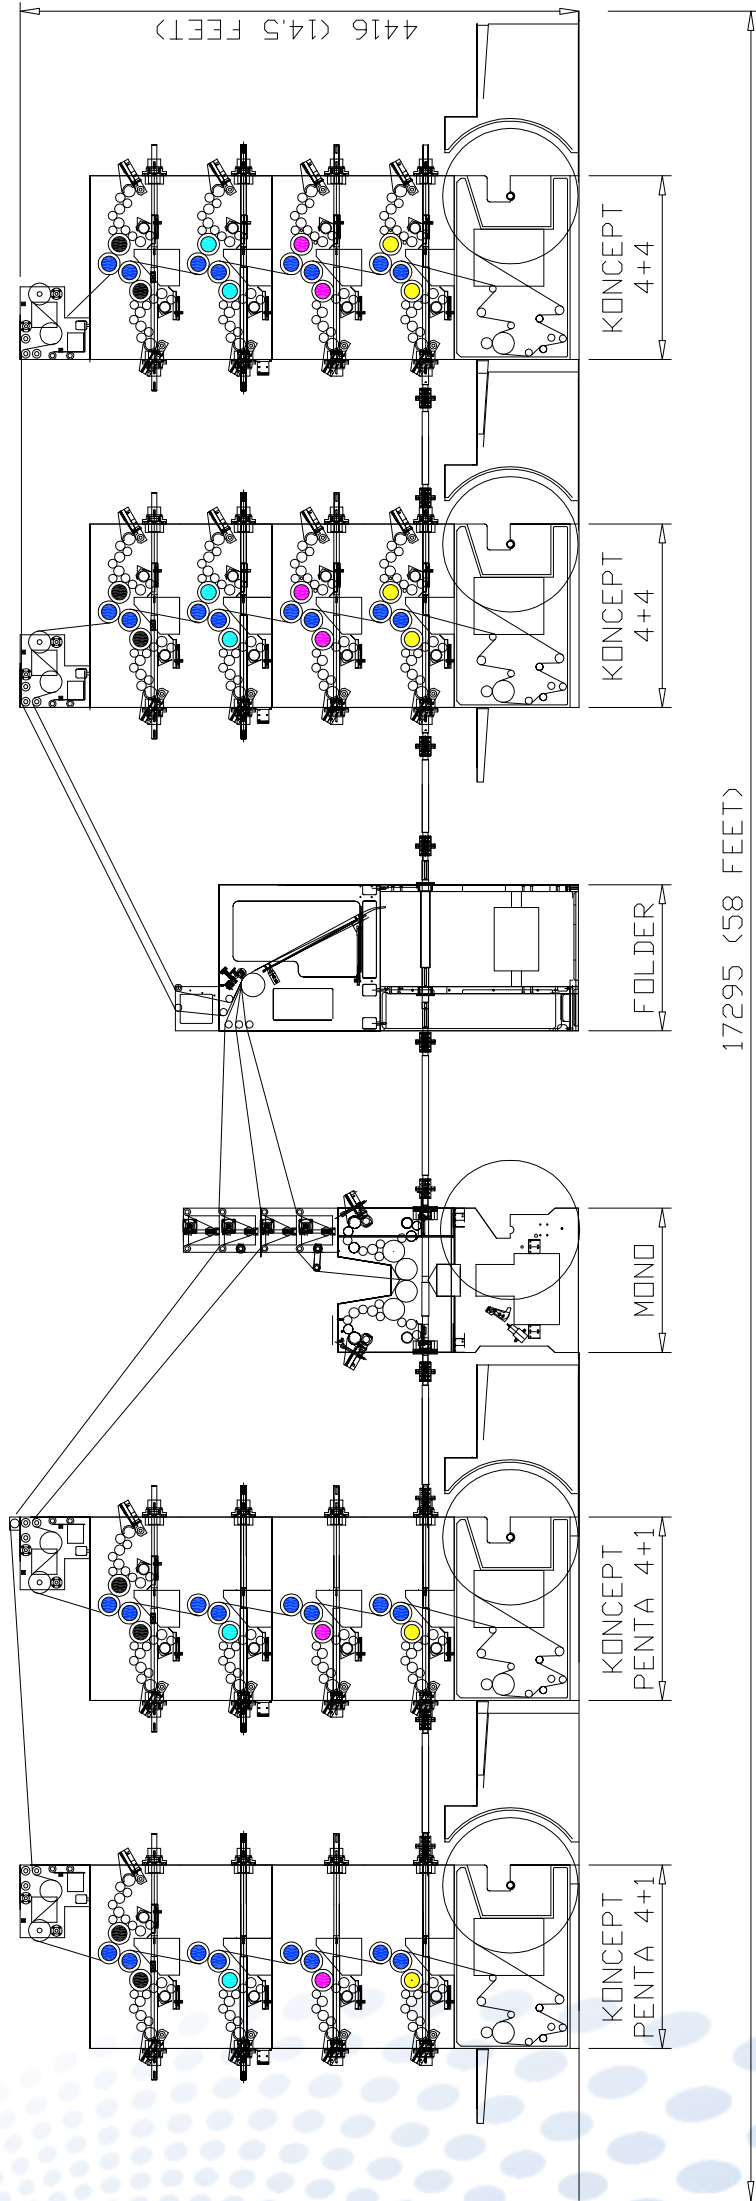 4416 (14.5 FEET)
KONCEPT
4+4
KONCEPT
4+4
FOLDER
MONO
KONCEPT
PENTA 4+1
KONCEPT
PENTA 4+1
17295 (58 FEET)